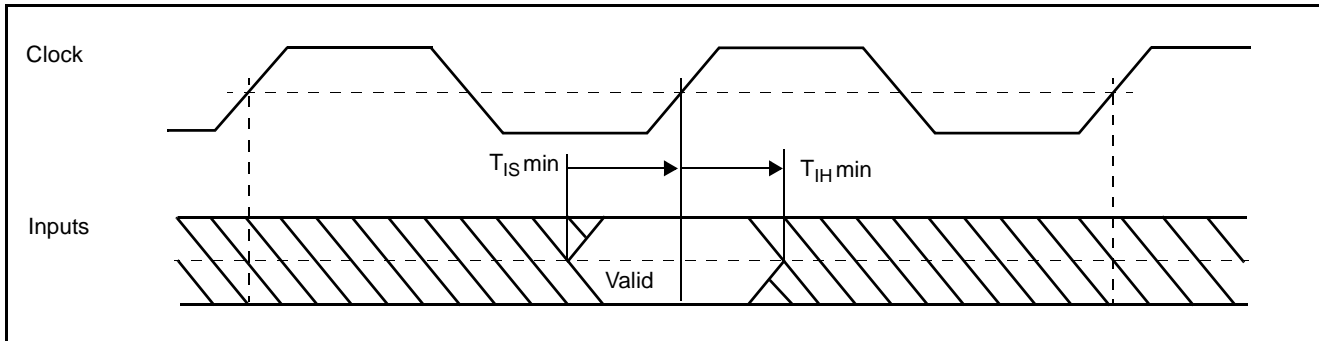 Clock
T_IS min
T_IH min
Inputs
Valid